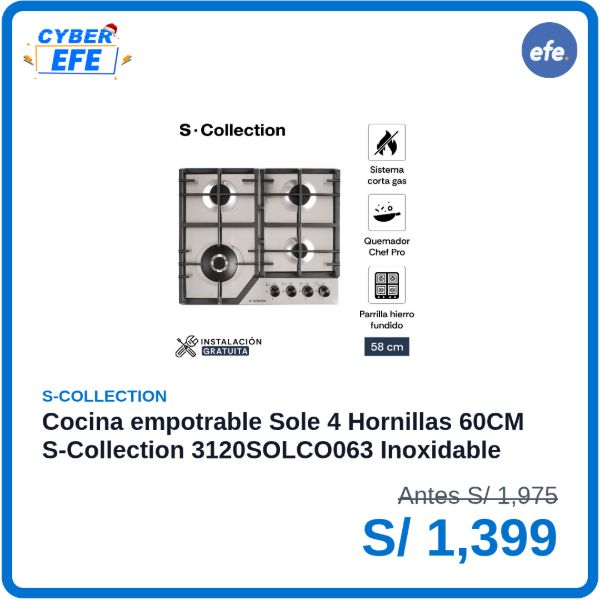 CYBER
EFE
efe.
S·Collection
Sistema
corta gas
Quemador
Chef Pro
Parrilla hierro
fundido
58 cm
INSTALACIÓN
GRATUITA
S-COLLECTION
Cocina empotrable Sole 4 Hornillas 60CM
S-Collection 3120SOLCO063 Inoxidable
Antes S/ 1,975
S/ 1,399